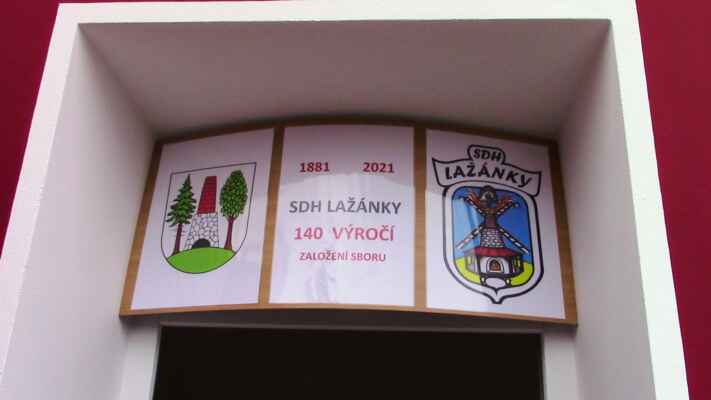 1881 2021
SDH LAŽÁNKY
140 VÝROČÍ
ZALOŽENÍ SBORU
SDH
LAŽÁNKY